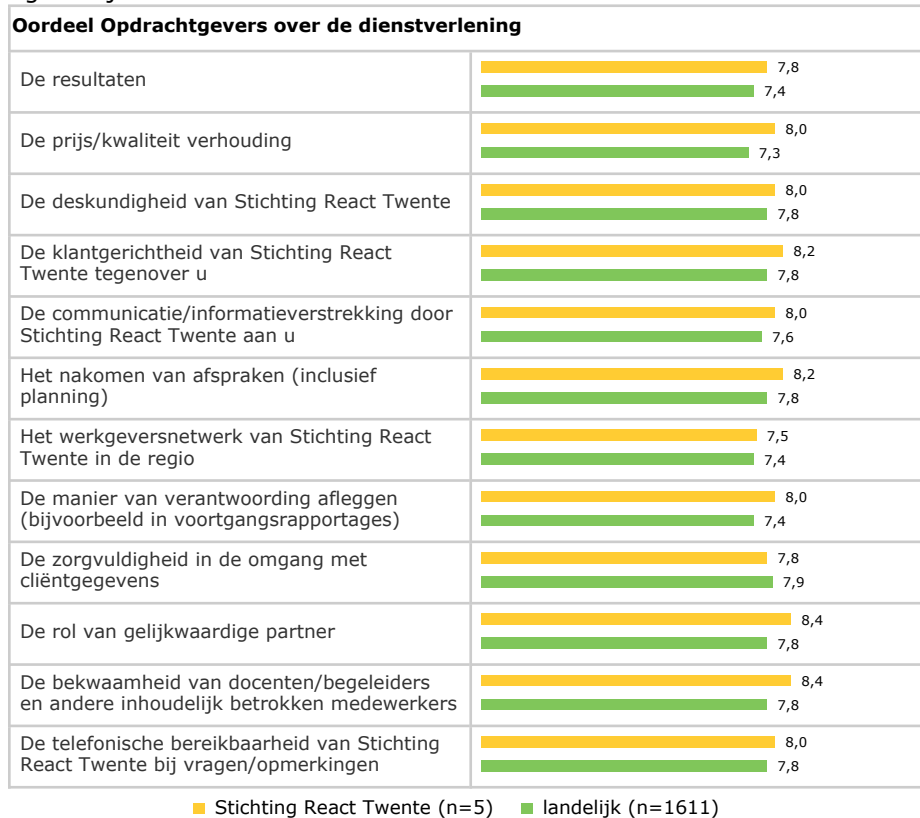 Oordeel Opdrachtgevers over de dienstverlening
De resultaten
7,8
7,4
De prijs/kwaliteit verhouding
8,0
7,3
De deskundigheid van Stichting React Twente
8,0
7,8
De klantgerichtheid van Stichting React
Twente tegenover u
8,2
7,8
De communicatie/informatieverstrekking door
Stichting React Twente aan u
8,0
7,6
Het nakomen van afspraken (inclusief
planning)
8,2
7,8
Het werkgeversnetwerk van Stichting React
Twente in de regio
7,5
7,4
De manier van verantwoording afleggen
(bijvoorbeeld in voortgangsrapportages)
8,0
7,4
De zorgvuldigheid in de omgang met
cliëntgegevens
7,8
7,9
De rol van gelijkwaardige partner
8,4
7,8
De bekwaamheid van docenten/begeleiders
en andere inhoudelijk betrokken medewerkers
8,4
7,8
De telefonische bereikbaarheid van Stichting
React Twente bij vragen/opmerkingen
8,0
7,8
Stichting React Twente (n=5) landelijk (n=1611)